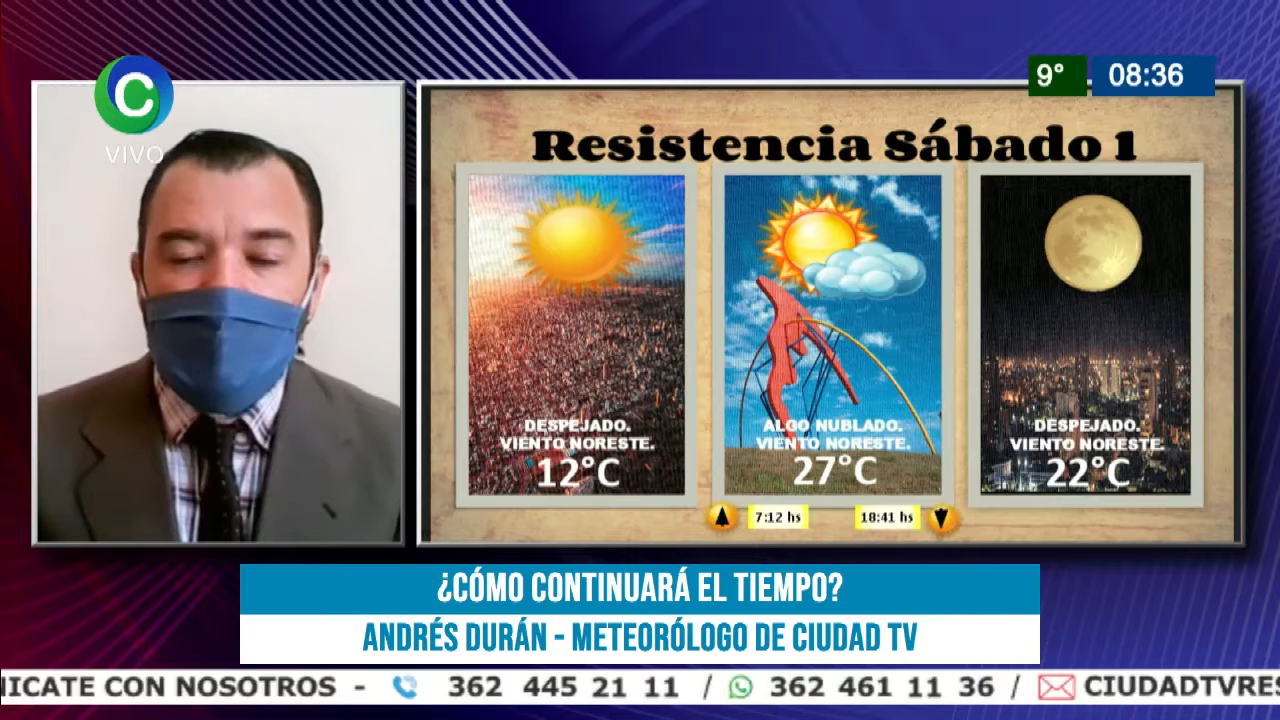 C
VIVO
9°
08:36
Resistencia Sábado 1
DESPEJADO.
VIENTO NORESTE.
12°C
ALGO NUBLADO.
VIENTO NORESTE.
27°C
DESPEJADO.
VIENTO NORESTE.
22°C
7:12 hs
18:41 hs
¿CÓMO CONTINUARÁ EL TIEMPO?
ANDRÉS DURÁN - METEORÓLOGO DE CIUDAD TV
ICATE CON NOSOTROS - 362 445 21 11 / 362 461 11 36 / CIUDADTVRES